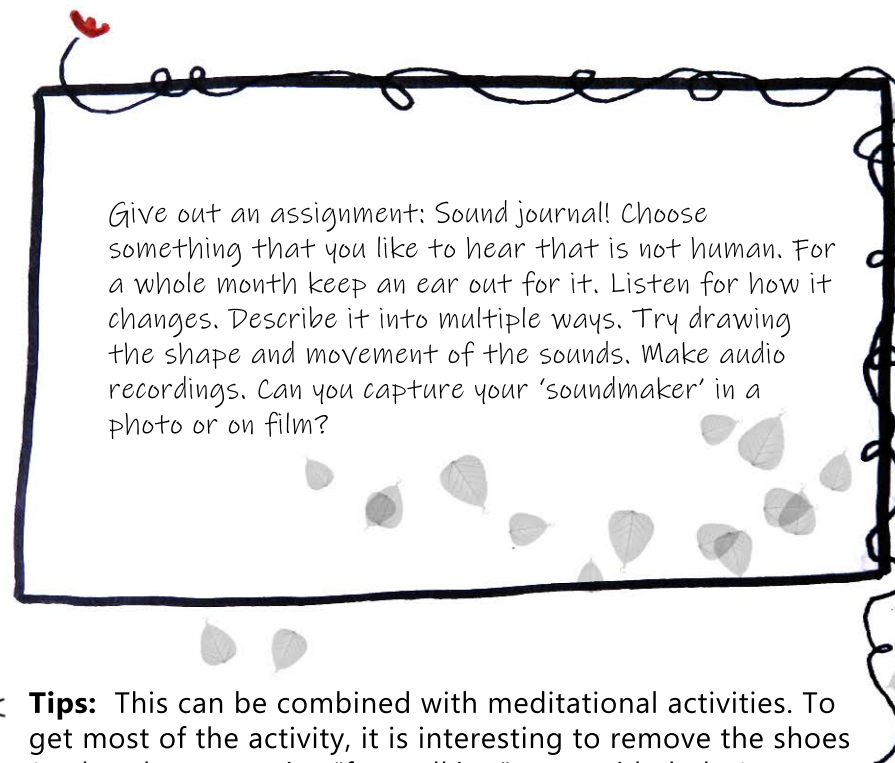 Give out an assignment: Sound journal! Choose
something that you like to hear that is not human. For
a whole month keep an ear out for it. Listen for how it
changes. Describe it into multiple ways. Try drawing
the shape and movement of the sounds. Make audio
recordings. Can you capture your ‘soundmaker’ in a
photo or on film?
Tips: This can be combined with meditational activities. To
get most of the activity, it is interesting to remove the shoes